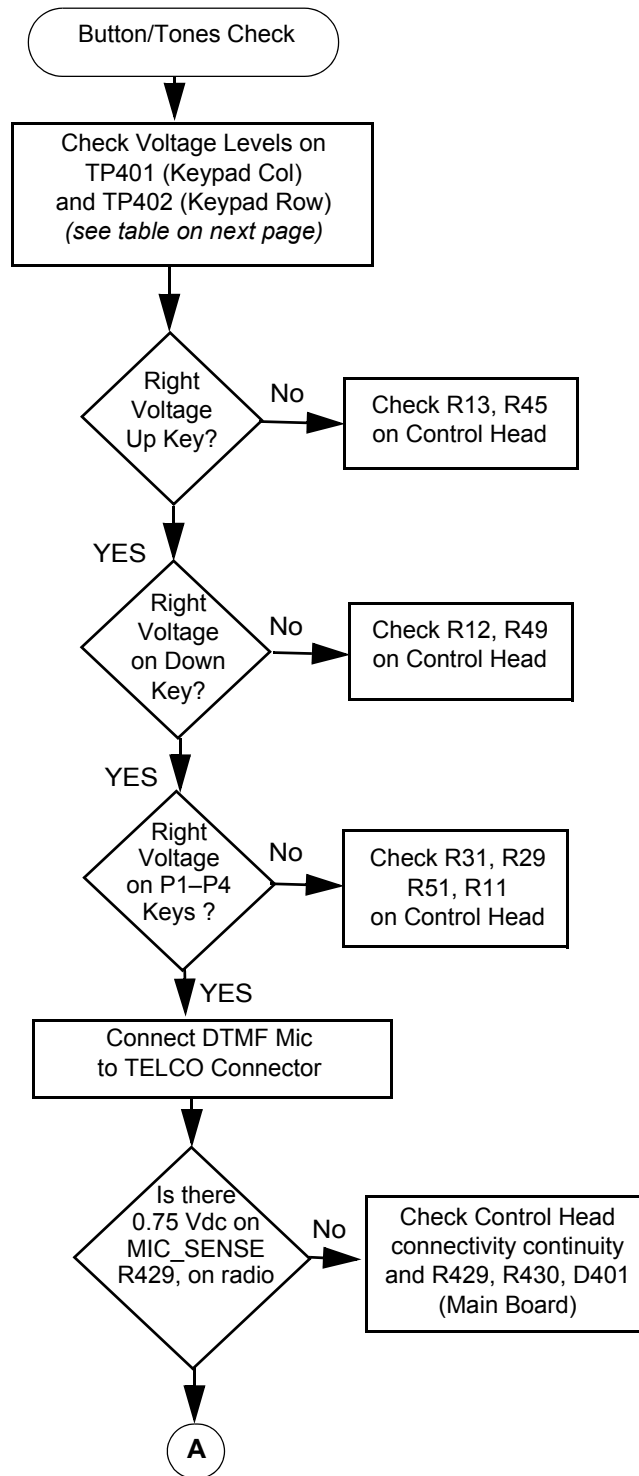 Button/Tones Check
Check Voltage Levels on
TP401 (Keypad Col)
and TP402 (Keypad Row)
(see table on next page)
Right
Voltage
Up Key?
No
Check R13, R45
on Control Head
YES
Right
Voltage
on Down
Key?
No
Check R12, R49
on Control Head
YES
Right
Voltage
on P1–P4
Keys ?
No
Check R31, R29
R51, R11
on Control Head
YES
Connect DTMF Mic
to TELCO Connector
Is there
0.75 Vdc on
MIC_SENSE
R429, on radio
No
Check Control Head
connectivity continuity
and R429, R430, D401
(Main Board)
A